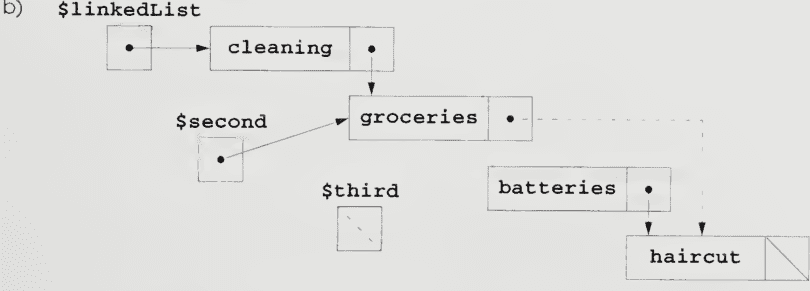 b) $linkedList
cleaning
groceries
$second
batteries
$third
haircut